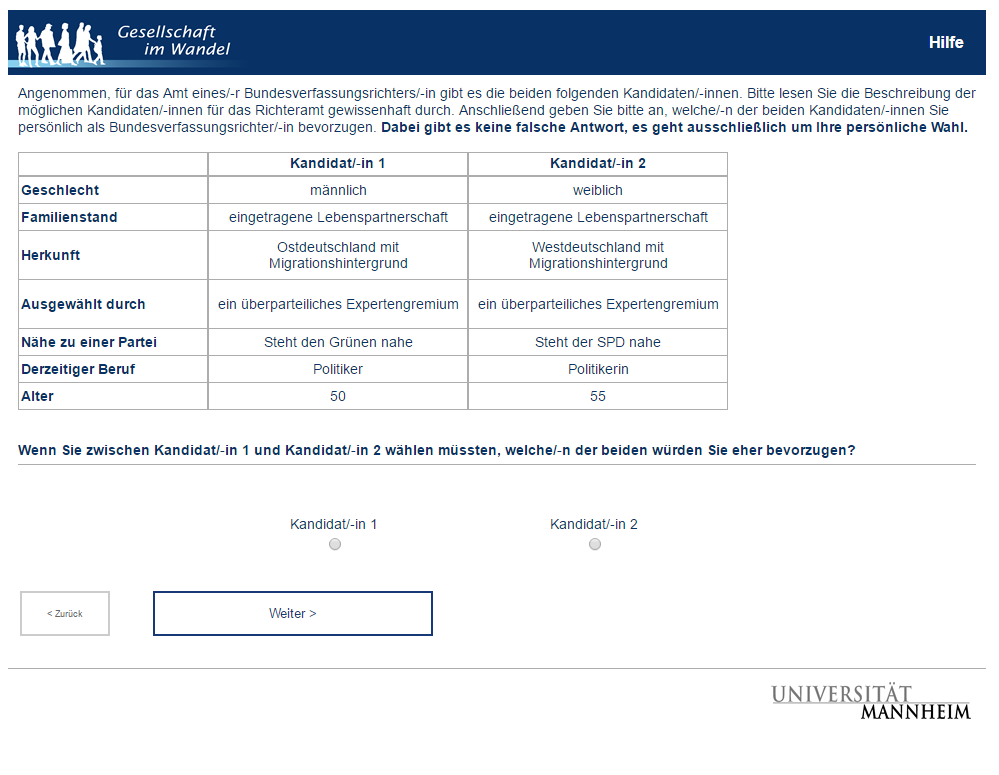 Gesellschaft
im Wandel
Hilfe
Angenommen, für das Amt eines/-r Bundesverfassungsrichters/-in gibt es die beiden folgenden Kandidaten/-innen. Bitte lesen Sie die Beschreibung der
möglichen Kandidaten/-innen für das Richteramt gewissenhaft durch. Anschließend geben Sie bitte an, welche/-n der beiden Kandidaten/-innen Sie
persönlich als Bundesverfassungsrichter/-in bevorzugen. Dabei gibt es keine falsche Antwort, es geht ausschließlich um Ihre persönliche Wahl.
Kandidat/-in 1 Kandidat/-in 2
Geschlecht männlich weiblich
Familienstand eingetragene Lebenspartnerschaft eingetragene Lebenspartnerschaft
Herkunft Ostdeutschland mit Migrationshintergrund Westdeutschland mit Migrationshintergrund
Ausgewählt durch ein überparteiliches Expertengremium ein überparteiliches Expertengremium
Nähe zu einer Partei Steht den Grünen nahe Steht der SPD nahe
Derzeitiger Beruf Politiker Politikerin
Alter 50 55
Wenn Sie zwischen Kandidat/-in 1 und Kandidat/-in 2 wählen müssten, welche/-n der beiden würden Sie eher bevorzugen?
Kandidat/-in 1 Kandidat/-in 2
< Zurück Weiter >
UNIVERSITÄT
MANNHEIM